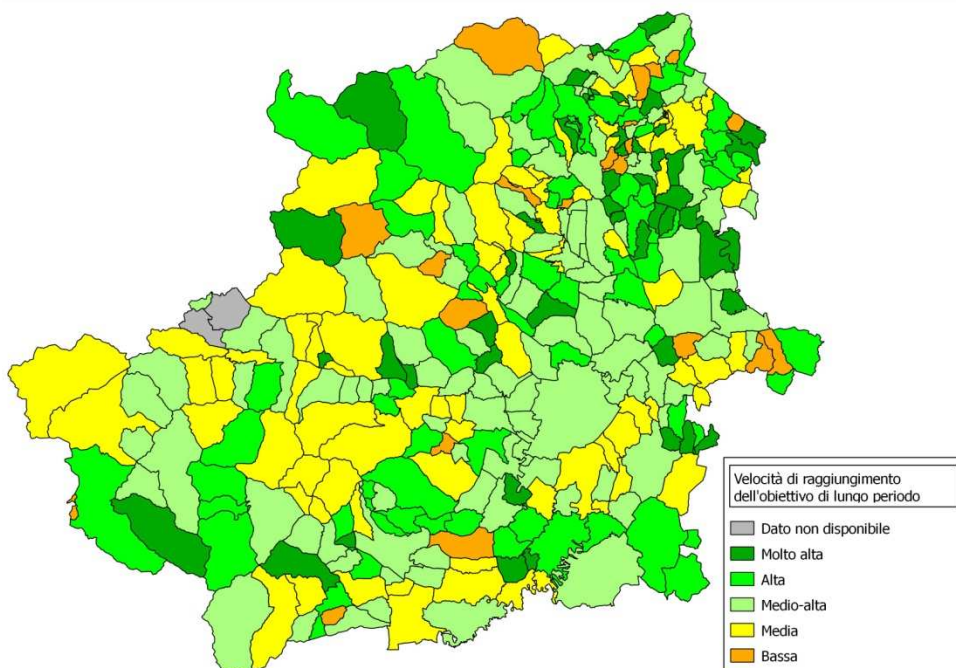 Velocità di raggiungimento
dell'obiettivo di lungo periodo
Dato non disponibile
Molto alta
Alta
Medio-alta
Media
Bassa